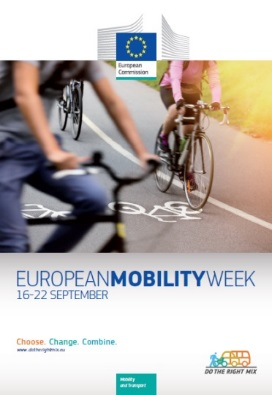 European
Commission
EUROPEANMOBILITYWEEK
16-22 SEPTEMBER
Choose. Change. Combine.
www.dotherightmix.eu
DO THE RIGHT MIX
Mobility
and Transport